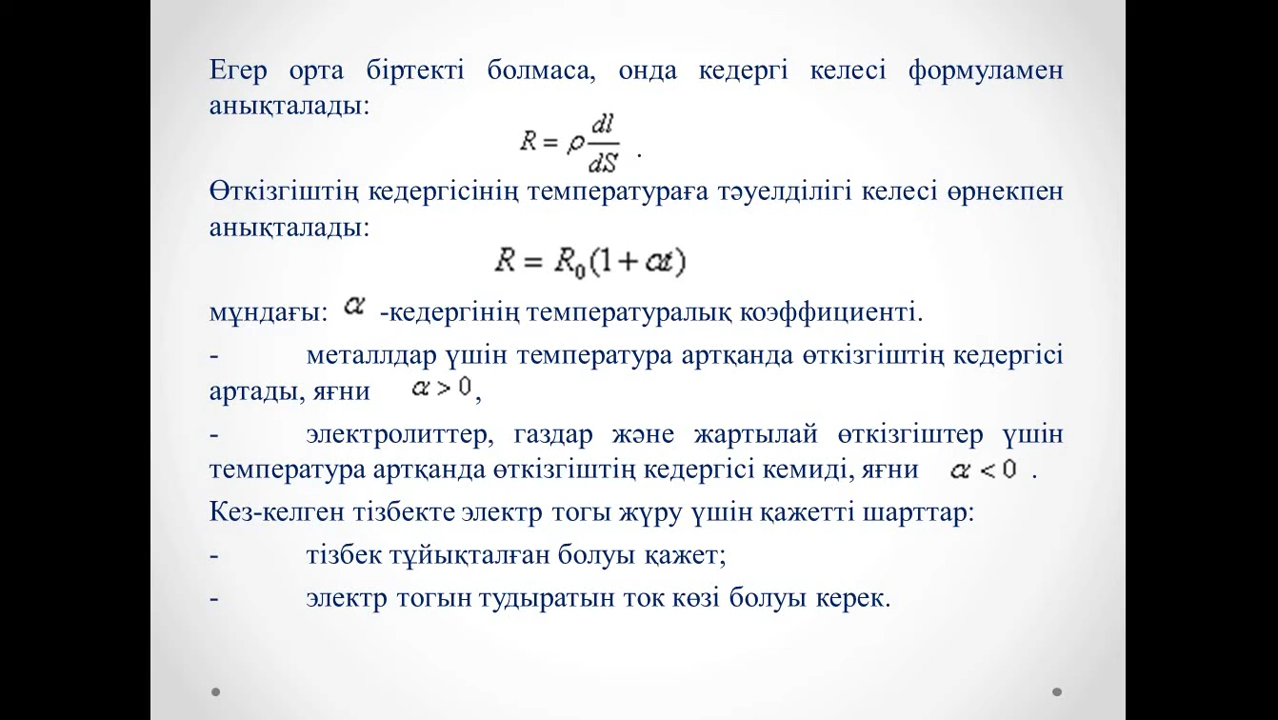 Егер орта біртекті болмаса, онда кедергі келесі формуламен
анықталады:
R = ρ dl/dS .
Өткізгіштің кедергісінің температураға тәуелділігі келесі өрнекпен
анықталады:
R = R₀(1 + αt)
мұндағы: α -кедергінің температуралық коэффициенті.
- металлдар үшін температура артқанда өткізгіштің кедергісі
артады, яғни α > 0 ,
- электролиттер, газдар және жартылай өткізгіштер үшін
температура артқанда өткізгіштің кедергісі кемиді, яғни α < 0 .
Кез-келген тізбекте электр тогы жүру үшін қажетті шарттар:
- тізбек тұйықталған болуы қажет;
- электр тогын тудыратын ток көзі болуы керек.